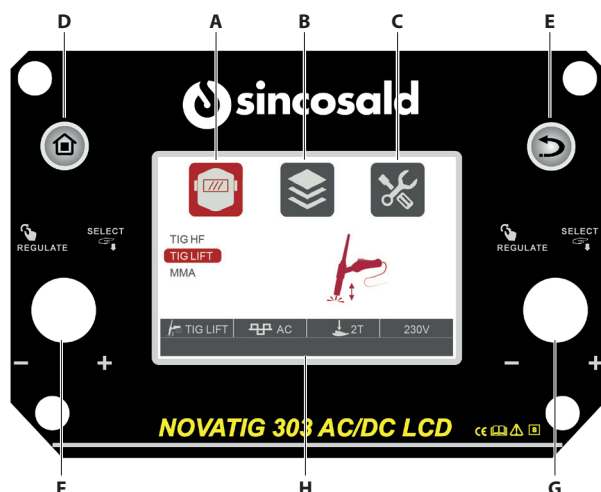 A B C
D E
sincosald
REGULATE SELECT
REGULATE SELECT
TIG HF
TIG LIFT
MMA
TIG LIFT AC 2T 230V
− + − +
NOVATIG 303 AC/DC LCD CE S
F H G